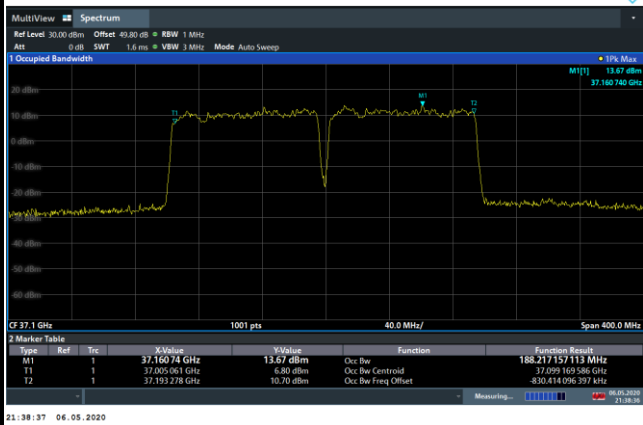 MultiView Spectrum
Ref Level 30.00 dBm Offset 49.80 dB RBW 1 MHz
Att 0 dB SWT 1.6 ms VBW 3 MHz Mode Auto Sweep
1 Occupied Bandwidth 1Pk Max
M1[1] 13.67 dBm
37.160 740 GHz
20 dBm
M1
T1
T2
10 dBm
0 dBm
-10 dBm
-20 dBm
-30 dBm
-40 dBm
-50 dBm
-60 dBm
CF 37.1 GHz 1001 pts 40.0 MHz/ Span 400.0 MHz
2 Marker Table
Type Ref Trc X-Value Y-Value Function Function Result
M1 1 37.160 74 GHz 13.67 dBm Occ Bw 188.217 157 113 MHz
T1 1 37.005 061 GHz 6.80 dBm Occ Bw Centroid 37.099 169 586 GHz
T2 1 37.193 278 GHz 10.70 dBm Occ Bw Freq Offset -830.414 096 397 kHz
Measuring... 06.05.2020
21:38:36
21:38:37 06.05.2020